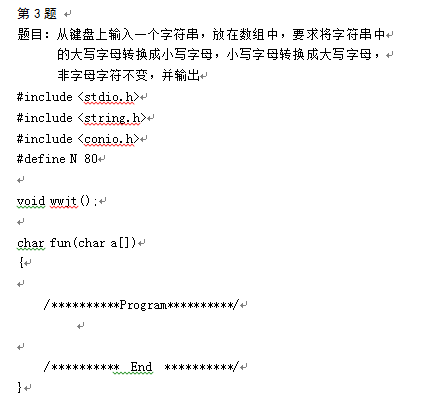 第 3 题
题目：从键盘上输入一个字符串，放在数组中，要求将字符串中
的大写字母转换成小写字母，小写字母转换成大写字母，
非字母字符不变，并输出
#include <stdio.h>
#include <string.h>
#include <conio.h>
#define N 80
void wwjt();
char fun(char a[])
{
/**********Program**********/
/********** End **********/
}